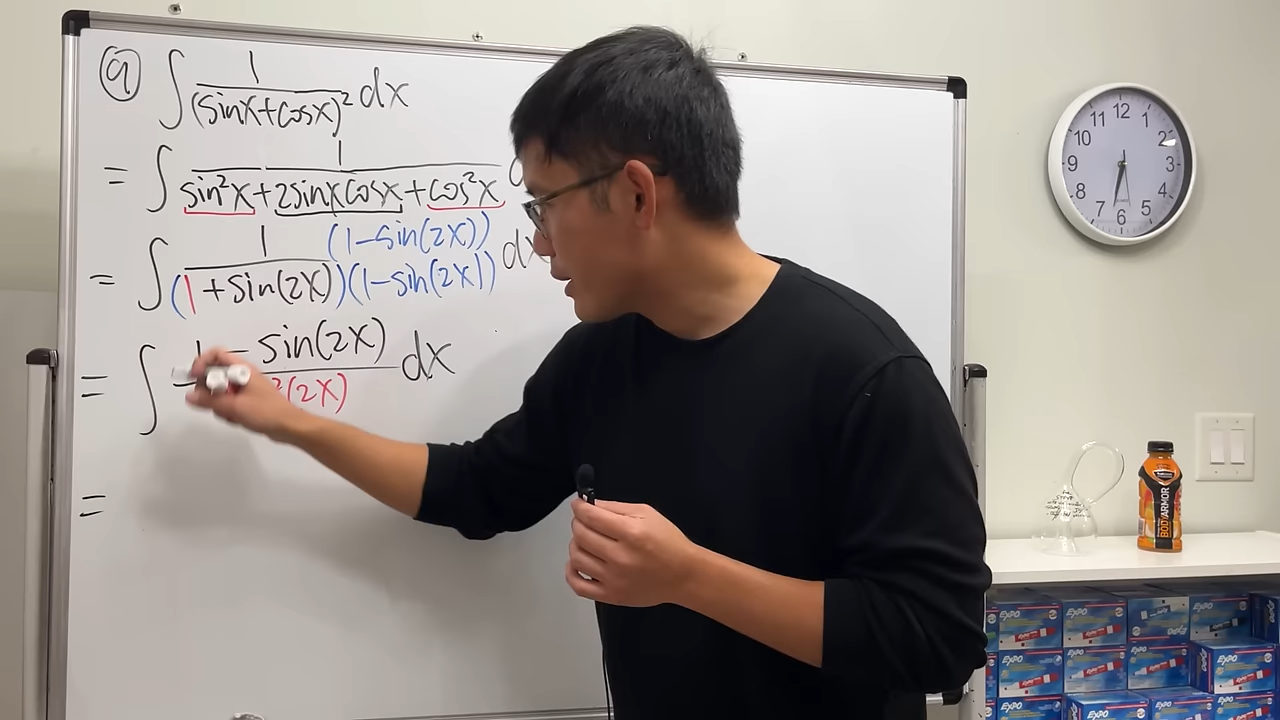 9 ∫ 1/(sinx+cosx)² dx
= ∫ 1/(sin²x+2sinxcosx+cos²x)
= ∫ 1 (1-sin(2x))/((1+sin(2x))(1-sin(2x))) dx
= ∫ 1-sin(2x)/²(2x) dx
=
12 1 2 3 4 5 6 7 8 9 10 11
BODYARMOR
EXPO EXPO EXPO
EXPO EXPO EXPO
EXPO